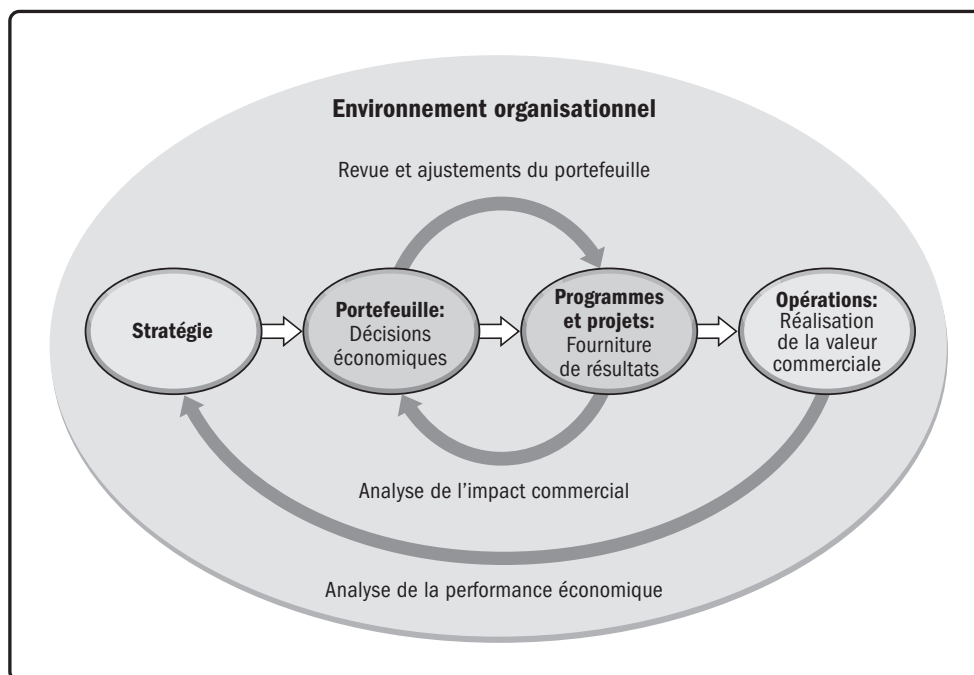 Environnement organisationnel
Revue et ajustements du portefeuille
Stratégie
Portefeuille:
Décisions
économiques
Programmes
et projets:
Fourniture
de résultats
Opérations:
Réalisation
de la valeur
commerciale
Analyse de l’impact commercial
Analyse de la performance économique